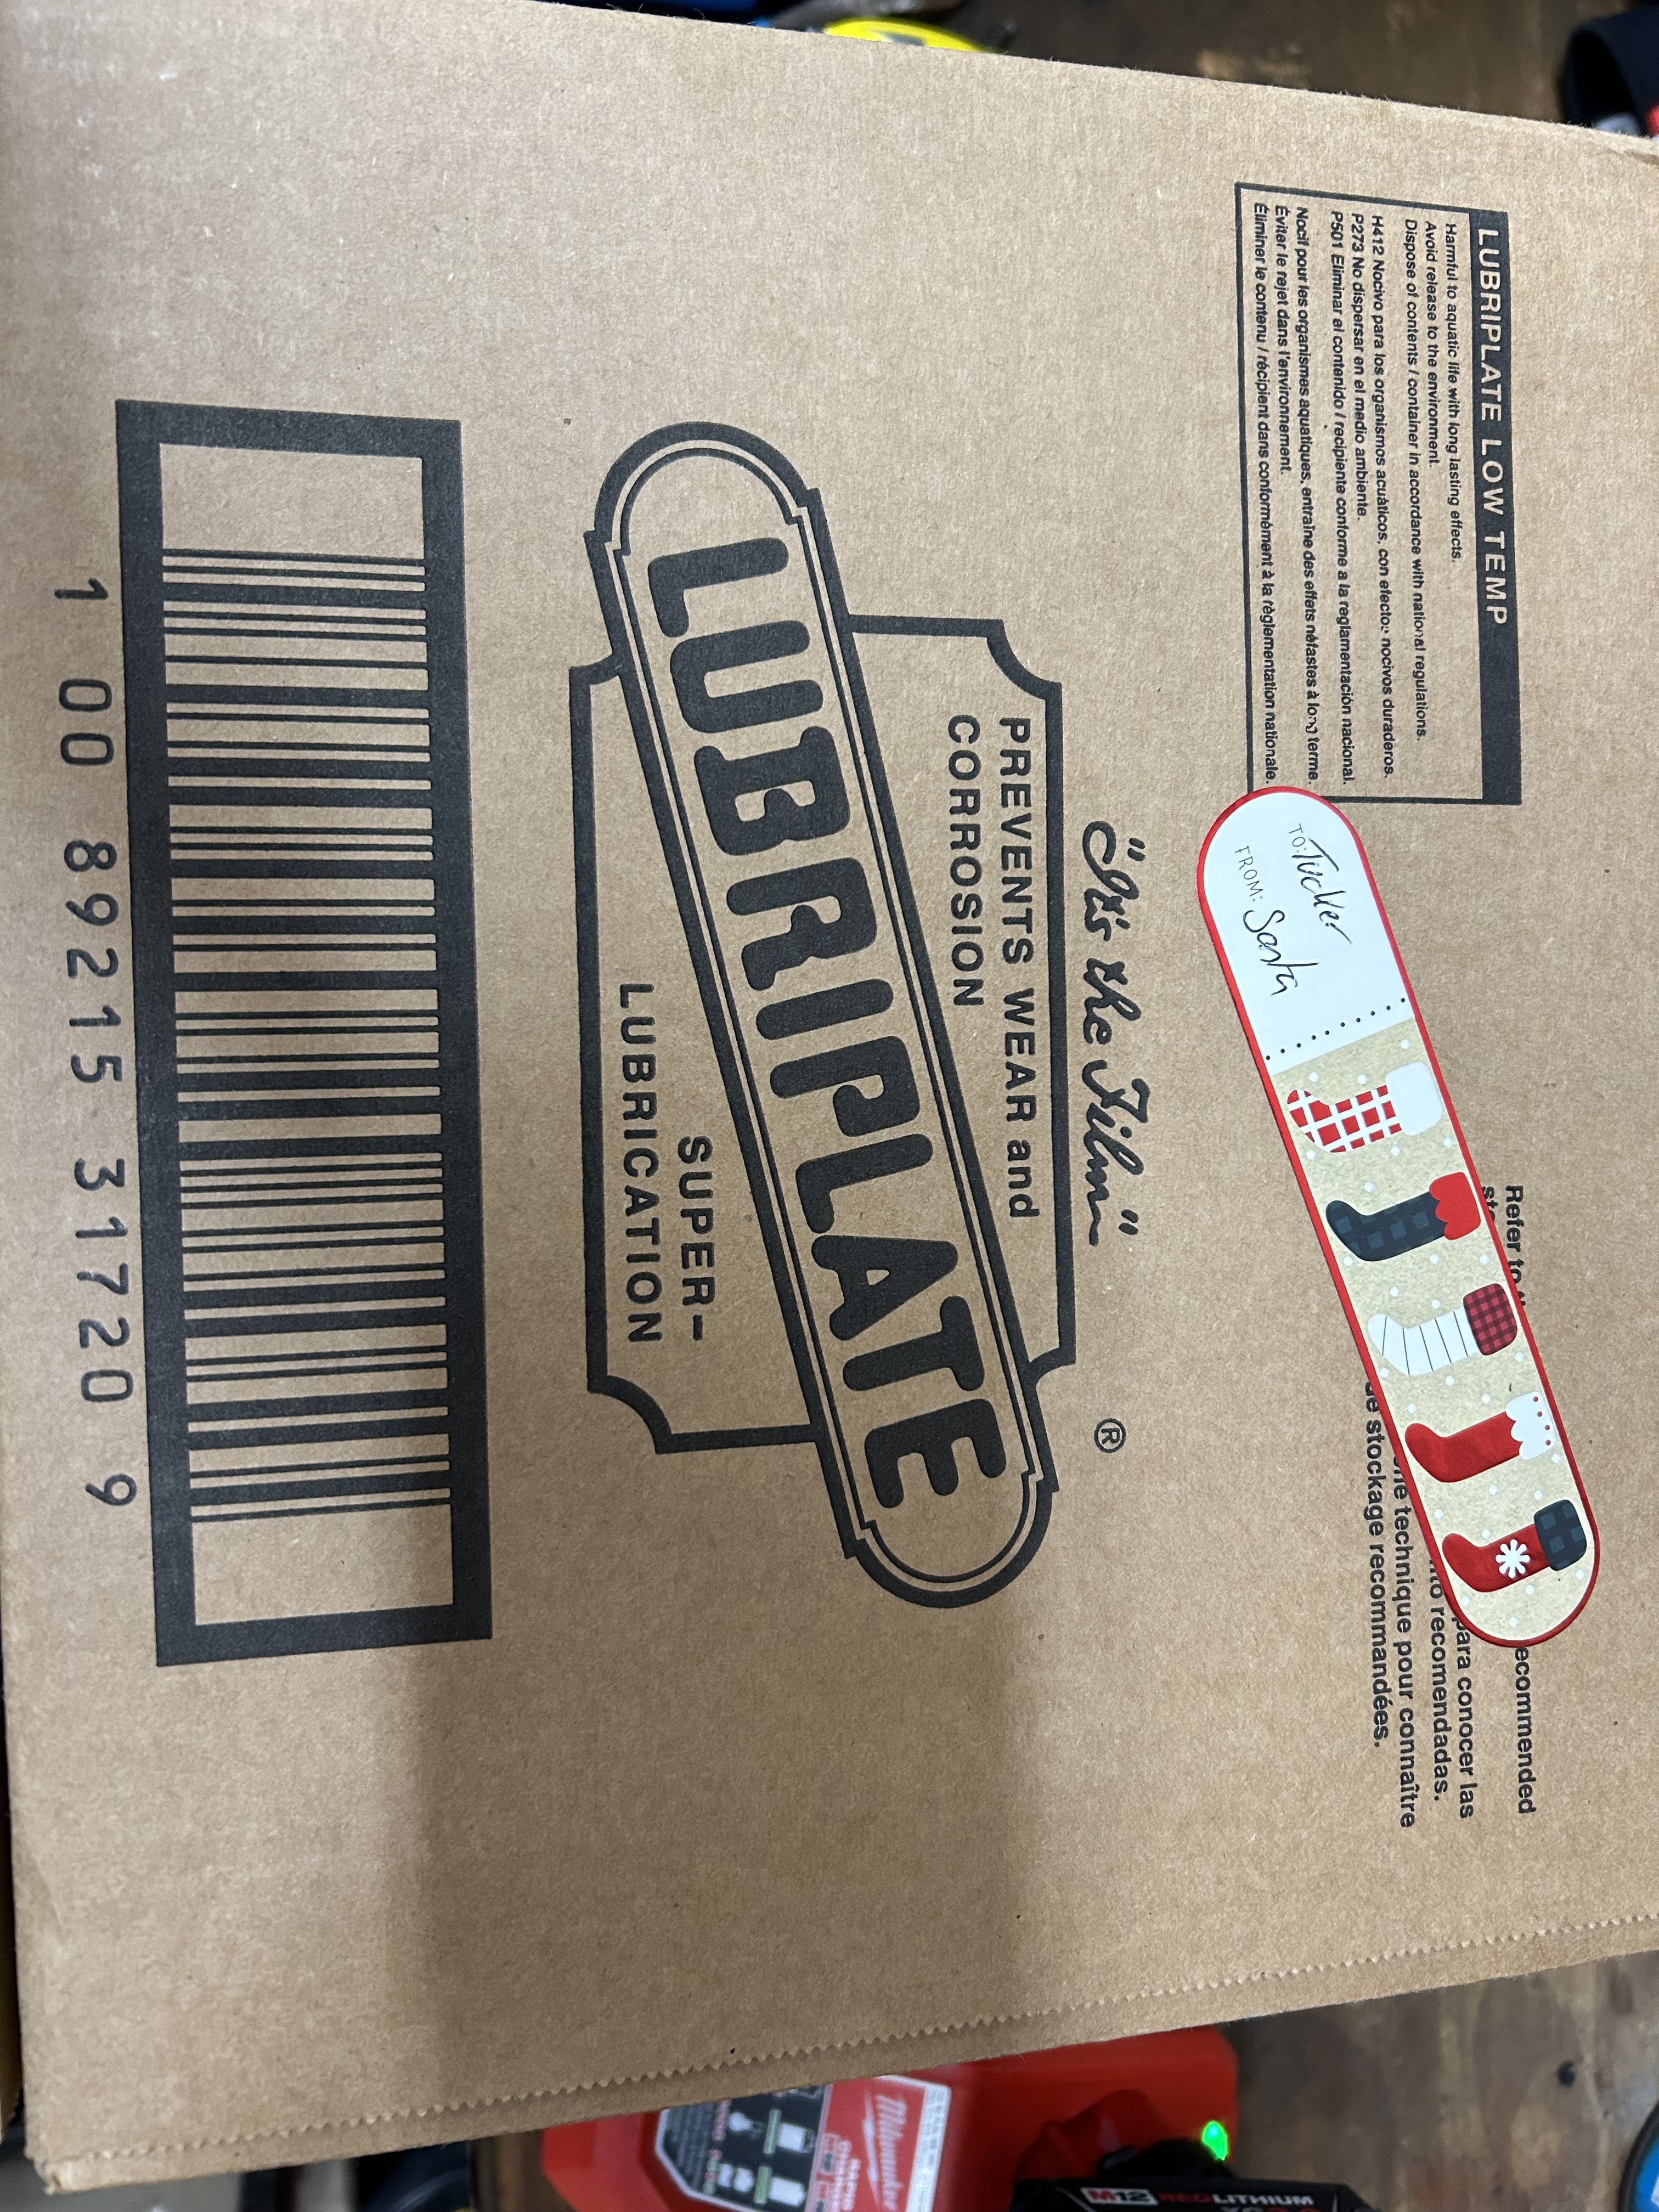 LUBRIPLATE LOW TEMP
Harmful to aquatic life with long lasting effects.
Avoid release to the environment.
Dispose of contents / container in accordance with national regulations.
H412 Nocivo para los organismos acuáticos, con efectos nocivos duraderos.
P273 No dispersar en el medio ambiente.
P501 Eliminar el contenido / recipiente conforme a la reglamentación nacional.
Nocif pour les organismes aquatiques, entraîne des effets néfastes à long terme.
Éviter le rejet dans l'environnement.
Éliminer le contenu / récipient dans conformément à la règlementation nationale.
TO: Tucker
FROM: Santa
Refer to
ecommended
para conocer las
recomendadas.
technique pour connaître
de stockage recommandées.
"It's the Film"
®
PREVENTS WEAR and
CORROSION
LUBRIPLATE
SUPER-
LUBRICATION
1 00 89215 31720 9
Milwaukee
M12 REDLITHIUM